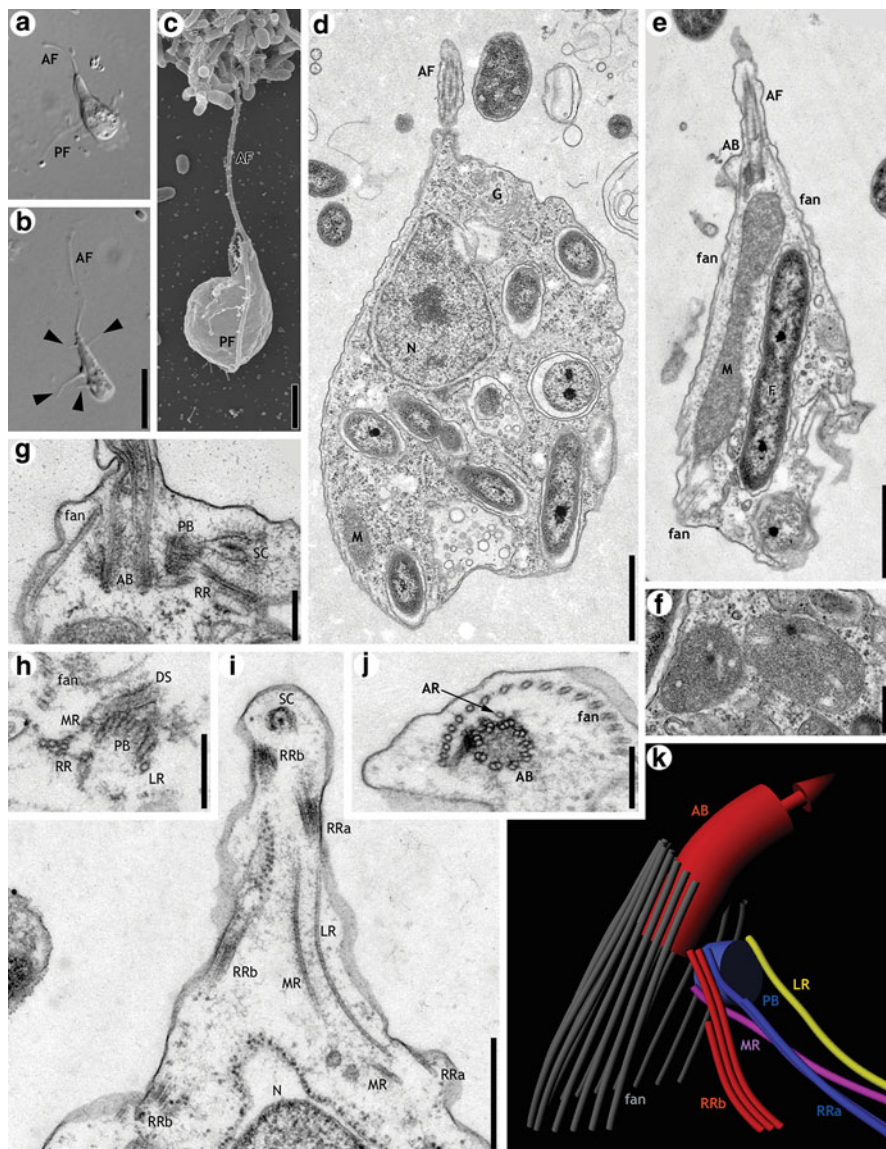 a
AF
PF
b
AF
c
AF
PF
d
AF
G
N
M
e
AF
AB
fan
fan
M
F
fan
f
g
fan
PB
SC
AB
RR
h
fan
DS
MR
PB
RR
LR
i
SC
RRb
RRa
LR
RRb
MR
MR
RRa
N
RRb
j
AR
fan
AB
k
AB
LR
PB
MR
fan
RRb
RRa